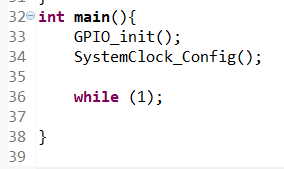 32 int main(){
33     GPIO_init();
34     SystemClock_Config();
35
36     while (1);
37
38 }
39